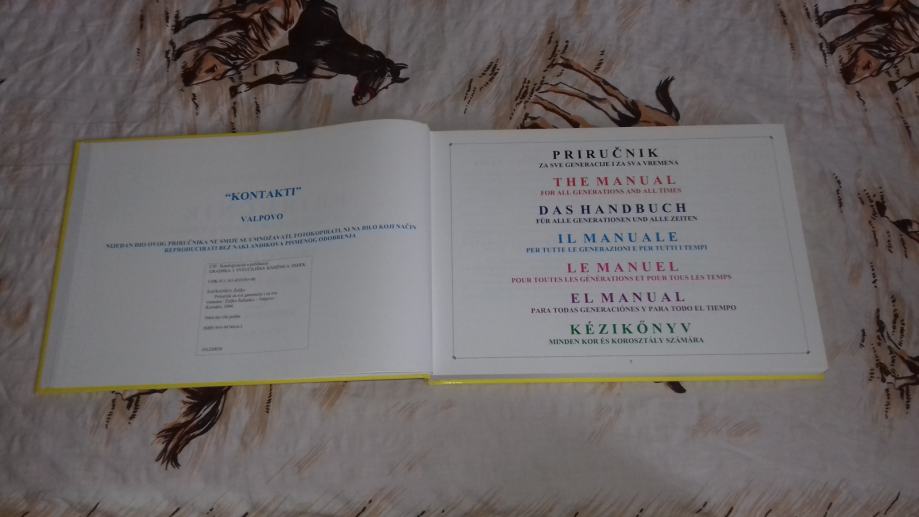 "KONTAKTI"
VALPOVO
NIJEDAN DIO OVOG PRIRUČNIKA NE SMIJE SE UMNOŽAVATI, FOTOKOPIRATI, NI NA BILO KOJI NAČIN
REPRODUCIRATI BEZ NAKLADNIKOVA PISMENOG ODOBRENJA
PRIRUČNIK
ZA SVE GENERACIJE I ZA SVA VREMENA
THE MANUAL
FOR ALL GENERATIONS AND ALL TIMES
DAS HANDBUCH
FÜR ALLE GENERATIONEN UND ALLE ZEITEN
IL MANUALE
PER TUTTE LE GENERAZIONI E PER TUTTI I TEMPI
LE MANUEL
POUR TOUTES LES GÉNÉRATIONS ET POUR TOUS LES TEMPS
EL MANUAL
PARA TODAS GENERACIÓNES Y PARA TODO EL TIEMPO
KÉZIKÖNYV
MINDEN KOR ÉS KOROSZTÁLY SZÁMÁRA